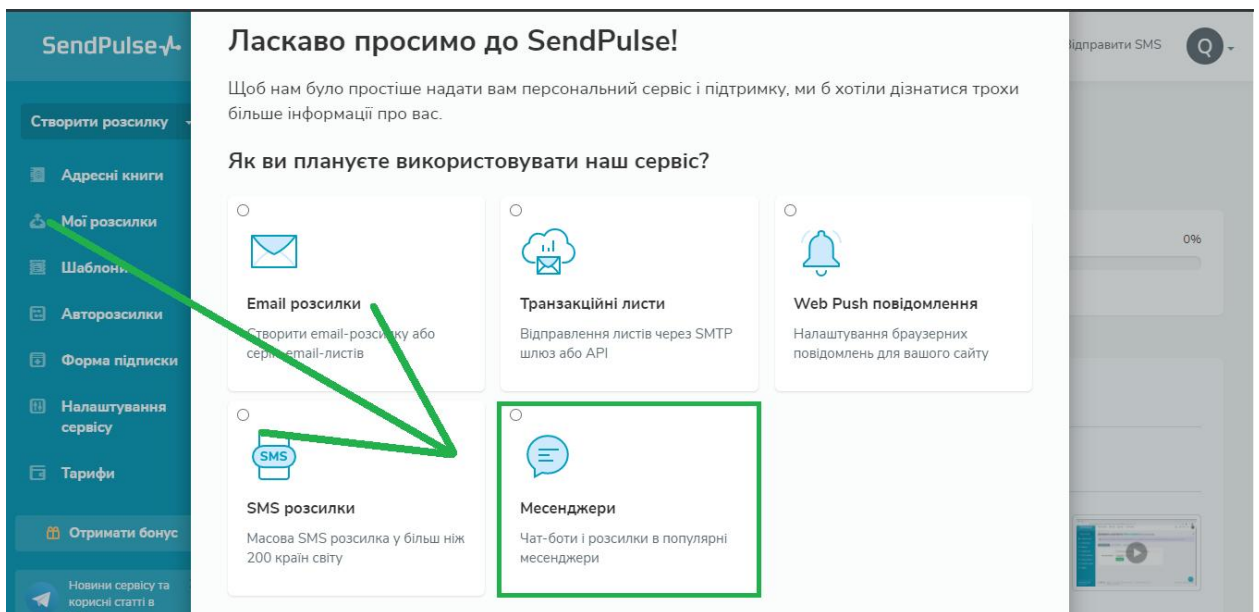 SendPulse
Ласкаво просимо до SendPulse!
Відправити SMS
Q
Щоб нам було простіше надати вам персональний сервіс і підтримку, ми б хотіли дізнатися трохи
більше інформації про вас.
Як ви плануєте використовувати наш сервіс?
Створити розсилку
Адресні книги
Мої розсилки
Шаблони
Авторозсилки
Форма підписки
Налаштування
сервісу
Тарифи
Отримати бонус
Новини сервісу та
корисні статті в
Email розсилки
Створити email-розсилку або
серію email-листів
Транзакційні листи
Відправлення листів через SMTP
шлюз або API
Web Push повідомлення
Налаштування браузерних
повідомлень для вашого сайту
SMS
SMS розсилки
Масова SMS розсилка у більш ніж
200 країн світу
Месенджери
Чат-боти і розсилки в популярні
месенджери
0%